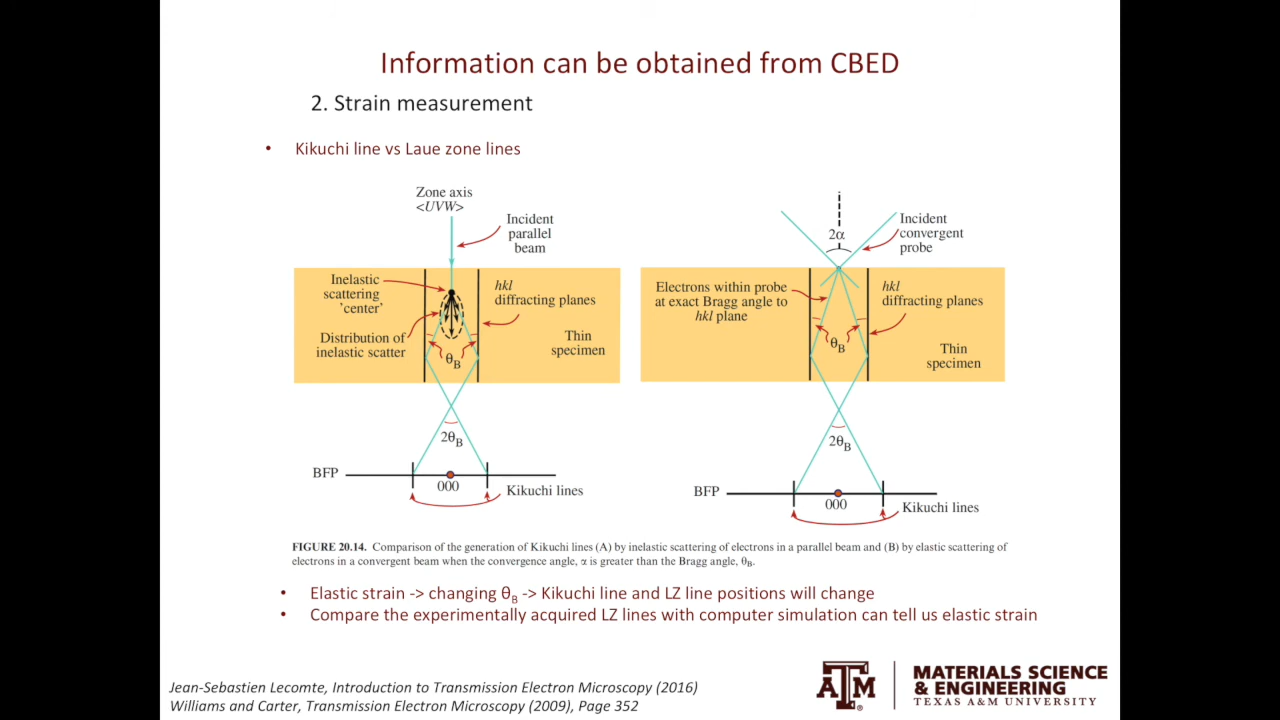 Information can be obtained from CBED
2. Strain measurement
• Kikuchi line vs Laue zone lines
Zone axis
<UVW>
Incident
parallel
beam
Inelastic
scattering
'center'
Distribution of
inelastic scatter
hkl
diffracting planes
Thin
specimen
θB
2θB
BFP
000
Kikuchi lines
2α
Incident
convergent
probe
Electrons within probe
at exact Bragg angle to
hkl plane
hkl
diffracting planes
θB
Thin
specimen
2θB
BFP
000
Kikuchi lines
FIGURE 20.14. Comparison of the generation of Kikuchi lines (A) by inelastic scattering of electrons in a parallel beam and (B) by elastic scattering of
electrons in a convergent beam when the convergence angle, α is greater than the Bragg angle, θB.
• Elastic strain -> changing θB -> Kikuchi line and LZ line positions will change
• Compare the experimentally acquired LZ lines with computer simulation can tell us elastic strain
Jean-Sebastien Lecomte, Introduction to Transmission Electron Microscopy (2016)
Williams and Carter, Transmission Electron Microscopy (2009), Page 352
ATM
MATERIALS SCIENCE
& ENGINEERING
TEXAS A&M UNIVERSITY